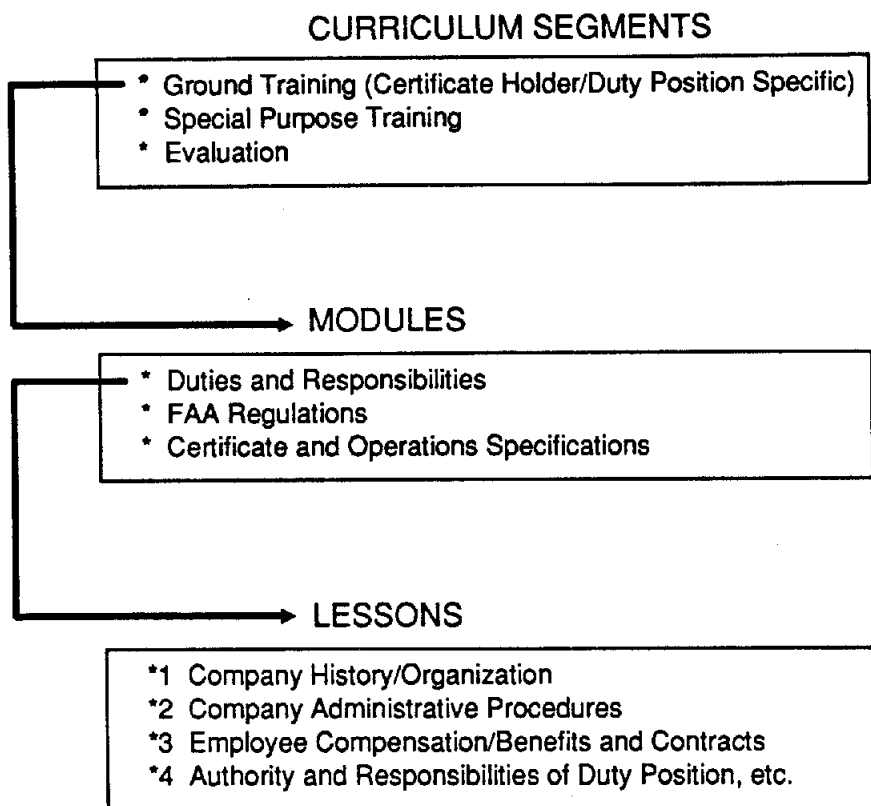 CURRICULUM SEGMENTS
* Ground Training (Certificate Holder/Duty Position Specific)
* Special Purpose Training
* Evaluation
MODULES
* Duties and Responsibilities
* FAA Regulations
* Certificate and Operations Specifications
LESSONS
*1 Company History/Organization
*2 Company Administrative Procedures
*3 Employee Compensation/Benefits and Contracts
*4 Authority and Responsibilities of Duty Position, etc.